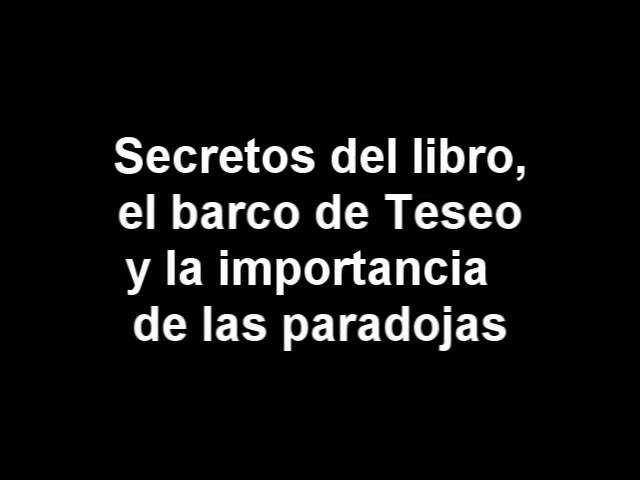 Secretos del libro,
el barco de Teseo
y la importancia
de las paradojas